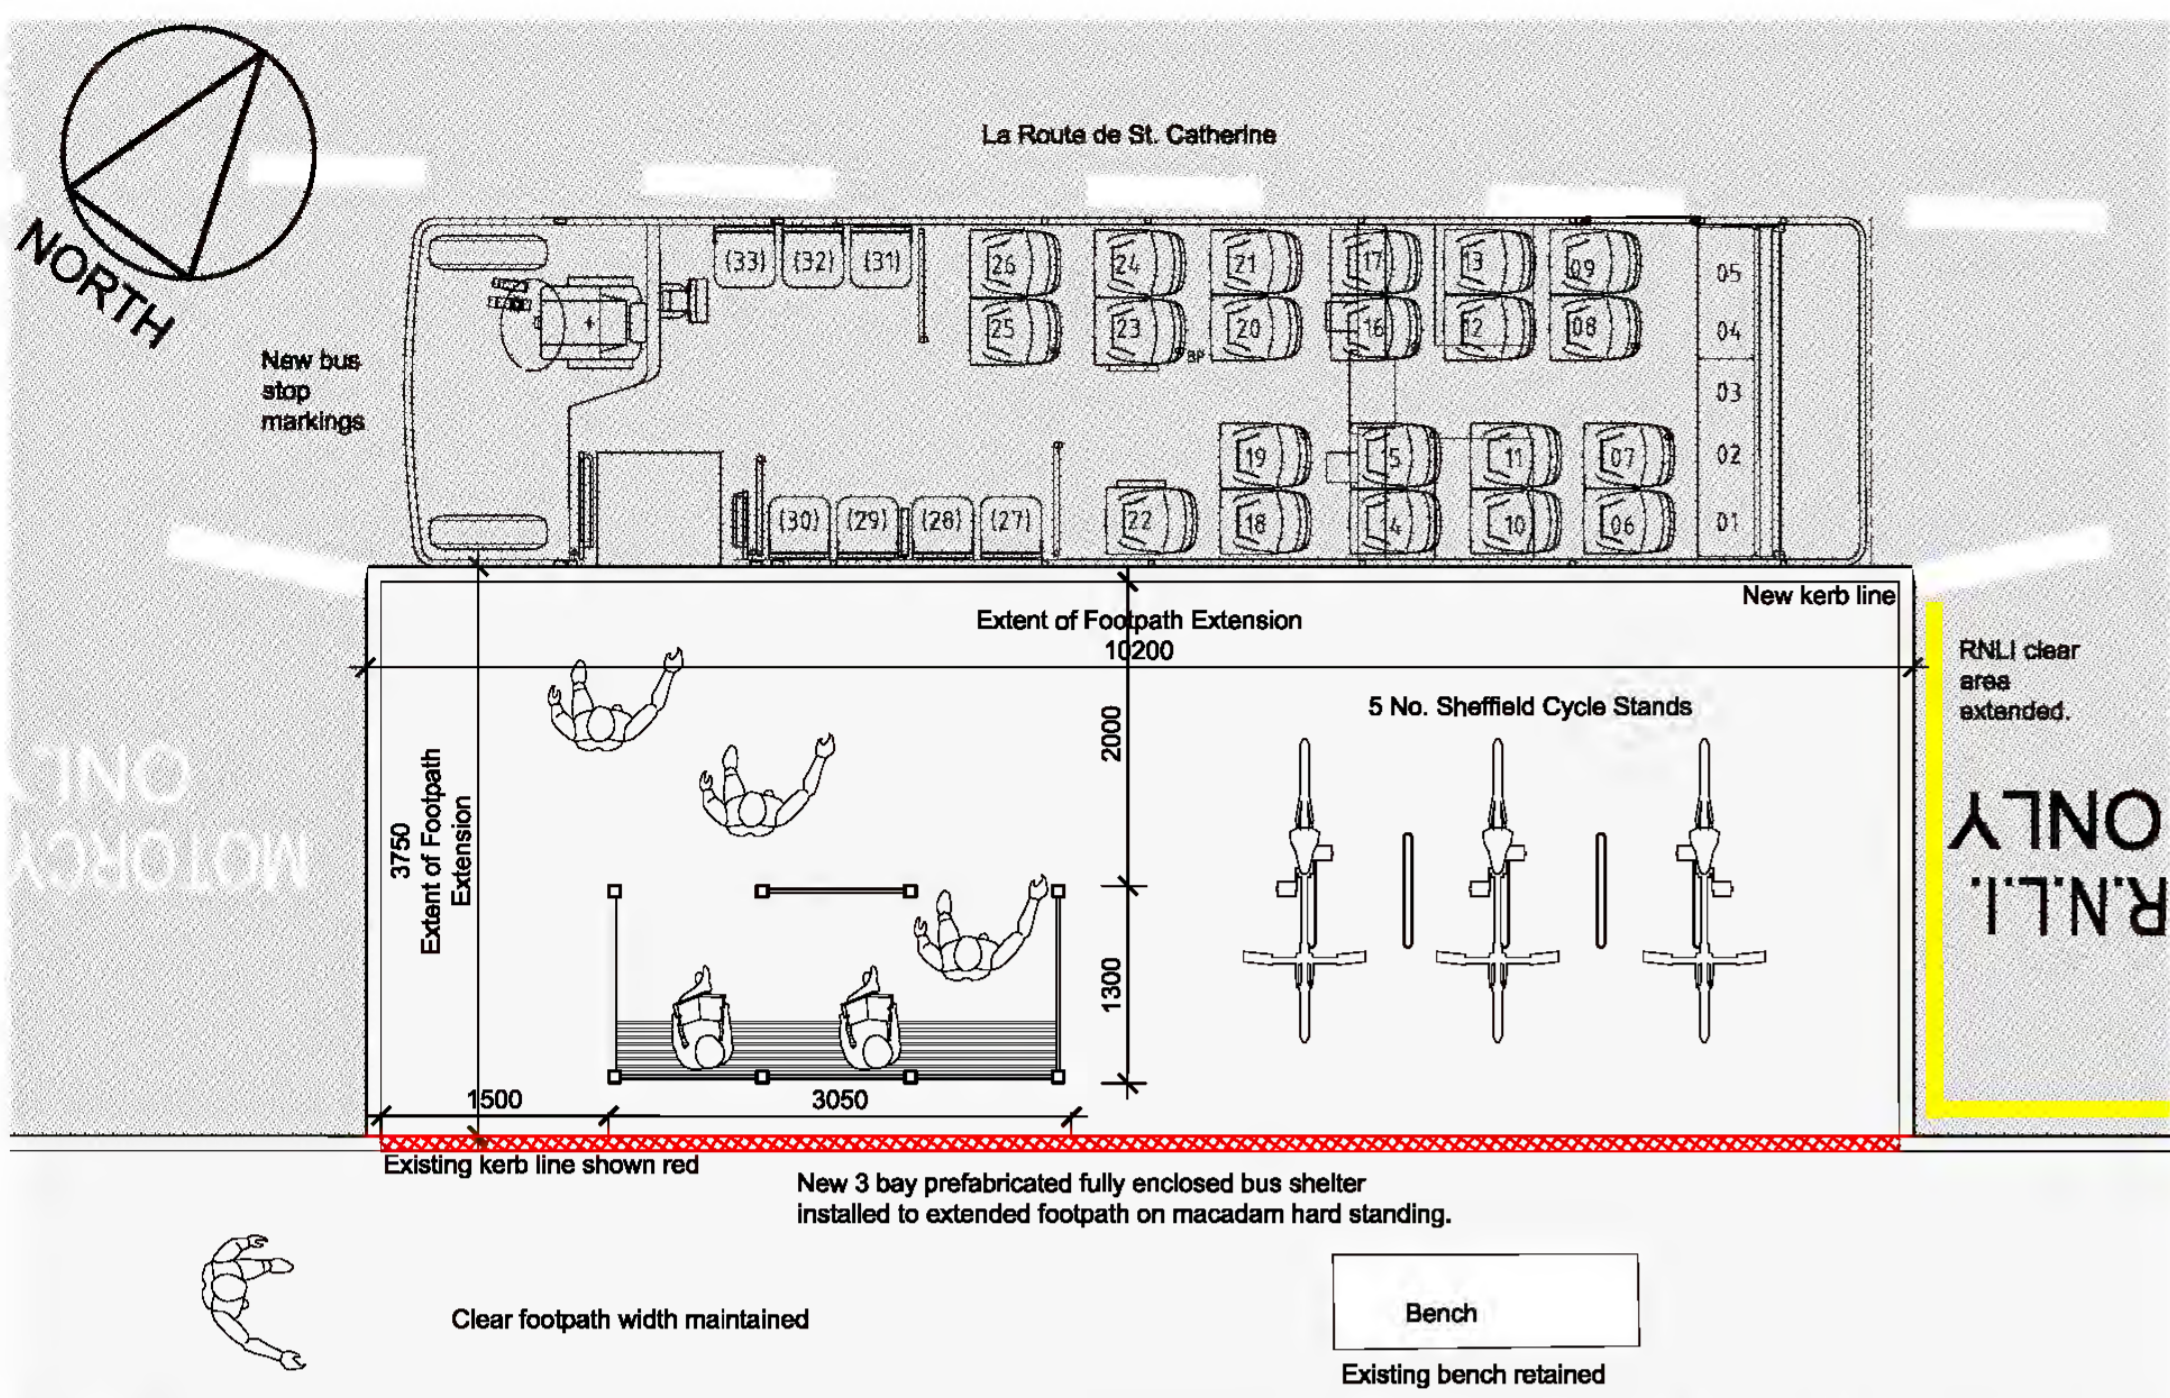 NORTH
La Route de St. Catherine
New bus
stop
markings
(33) (32) (31)
26 24 21 17 13 09 05
25 23 20 16 12 08 04
BP
03
19 5 11 07 02
(30) (29) (28) (27) 22 18 4 10 06 01
New kerb line
Extent of Footpath Extension
10200
RNLI clear
area
extended.
5 No. Sheffield Cycle Stands
2000
3750
Extent of Footpath
Extension
1300
ONLY
R.N.L.I.
1500
3050
Existing kerb line shown red
New 3 bay prefabricated fully enclosed bus shelter
installed to extended footpath on macadam hard standing.
Clear footpath width maintained
Bench
Existing bench retained